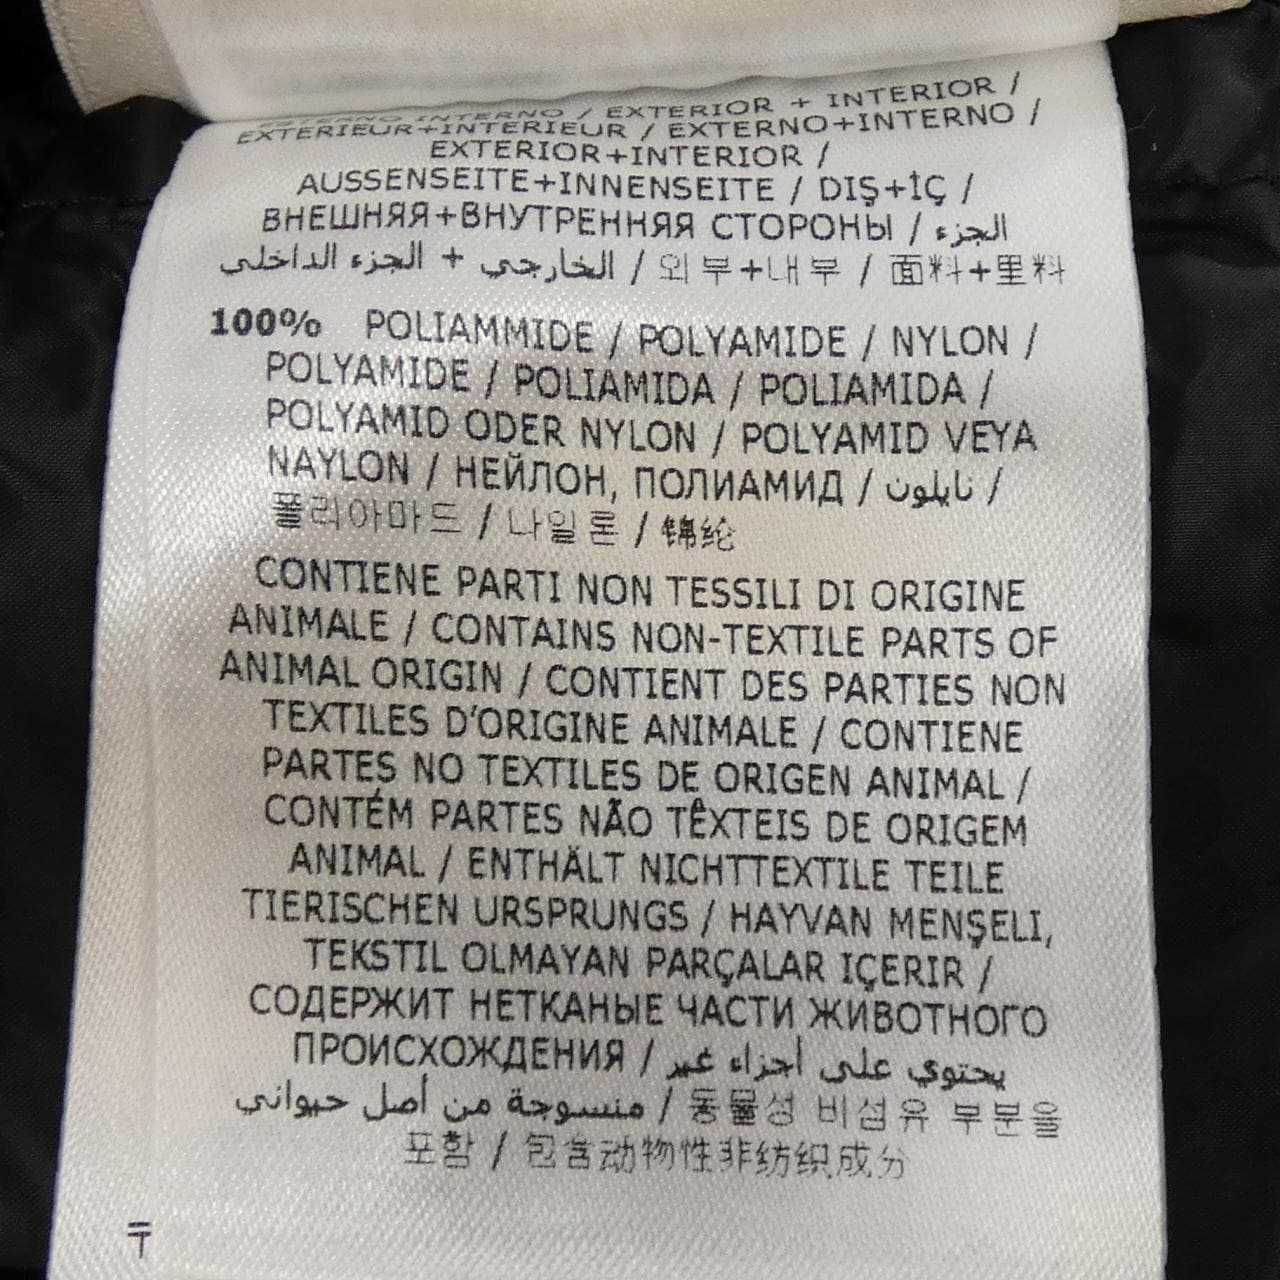 ESTERNO INTERNO / EXTERIOR + INTERIOR /
EXTERIEUR+INTERIEUR / EXTERNO+INTERNO /
EXTERIOR+INTERIOR /
AUSSENSEITE+INNENSEITE / DIŞ+İÇ /
ВНЕШНЯЯ+ВНУТРЕННЯЯ СТОРОНЫ / الجزء
الخارجي + الجزء الداخلي / 외부+내부 / 面料+里料
100% POLIAMMIDE / POLYAMIDE / NYLON /
POLYAMIDE / POLIAMIDA / POLIAMIDA /
POLYAMID ODER NYLON / POLYAMID VEYA
NAYLON / НЕЙЛОН, ПОЛИАМИД / نايلون /
폴리아마드 / 나일론 / 锦纶
CONTIENE PARTI NON TESSILI DI ORIGINE
ANIMALE / CONTAINS NON-TEXTILE PARTS OF
ANIMAL ORIGIN / CONTIENT DES PARTIES NON
TEXTILES D'ORIGINE ANIMALE / CONTIENE
PARTES NO TEXTILES DE ORIGEN ANIMAL /
CONTÉM PARTES NÃO TÊXTEIS DE ORIGEM
ANIMAL / ENTHÄLT NICHTTEXTILE TEILE
TIERISCHEN URSPRUNGS / HAYVAN MENŞELI,
TEKSTIL OLMAYAN PARÇALAR IÇERIR /
СОДЕРЖИТ НЕТКАНЫЕ ЧАСТИ ЖИВОТНОГО
ПРОИСХОЖДЕНИЯ / يحتوي على أجزاء غير
منسوجة من أصل حيواني / 동물성 비섬유 부분을
포함 / 包含动物性非纺织成分